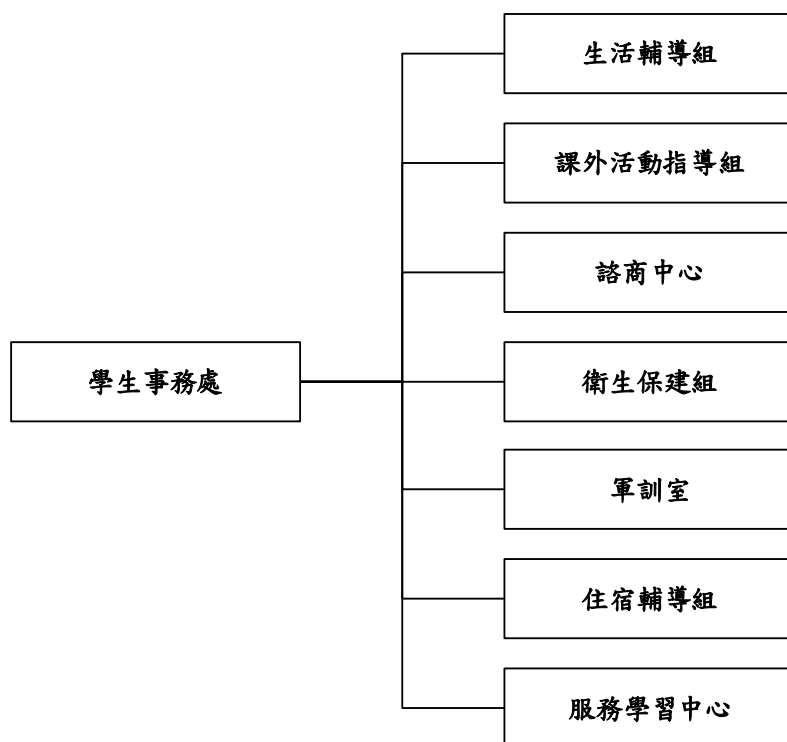 生活輔導組
課外活動指導組
諮商中心
學生事務處
衛生保建組
軍訓室
住宿輔導組
服務學習中心